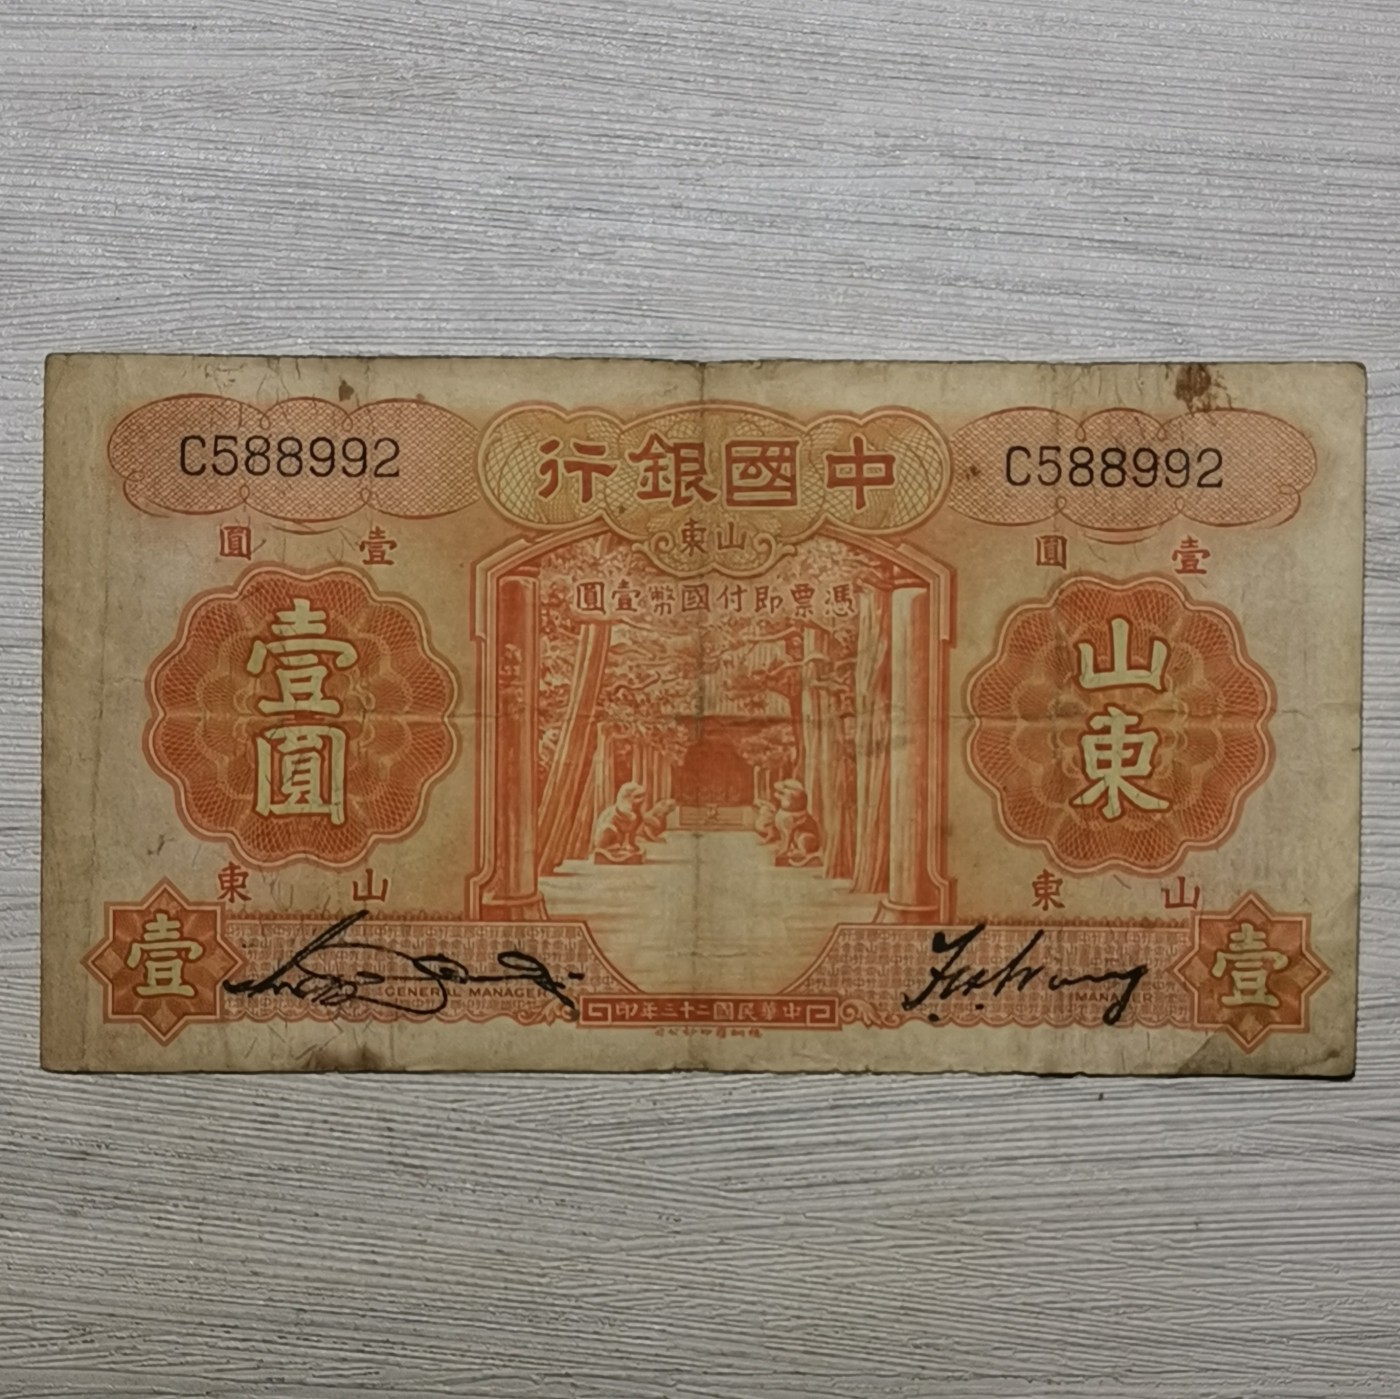 C588992
中國銀行
C588992
山東
壹圓
壹圓
憑票即付國幣壹圓
壹圓
山東
山東
山東
壹
壹
GENERAL MANAGER
MANAGER
中華民國二十三年印